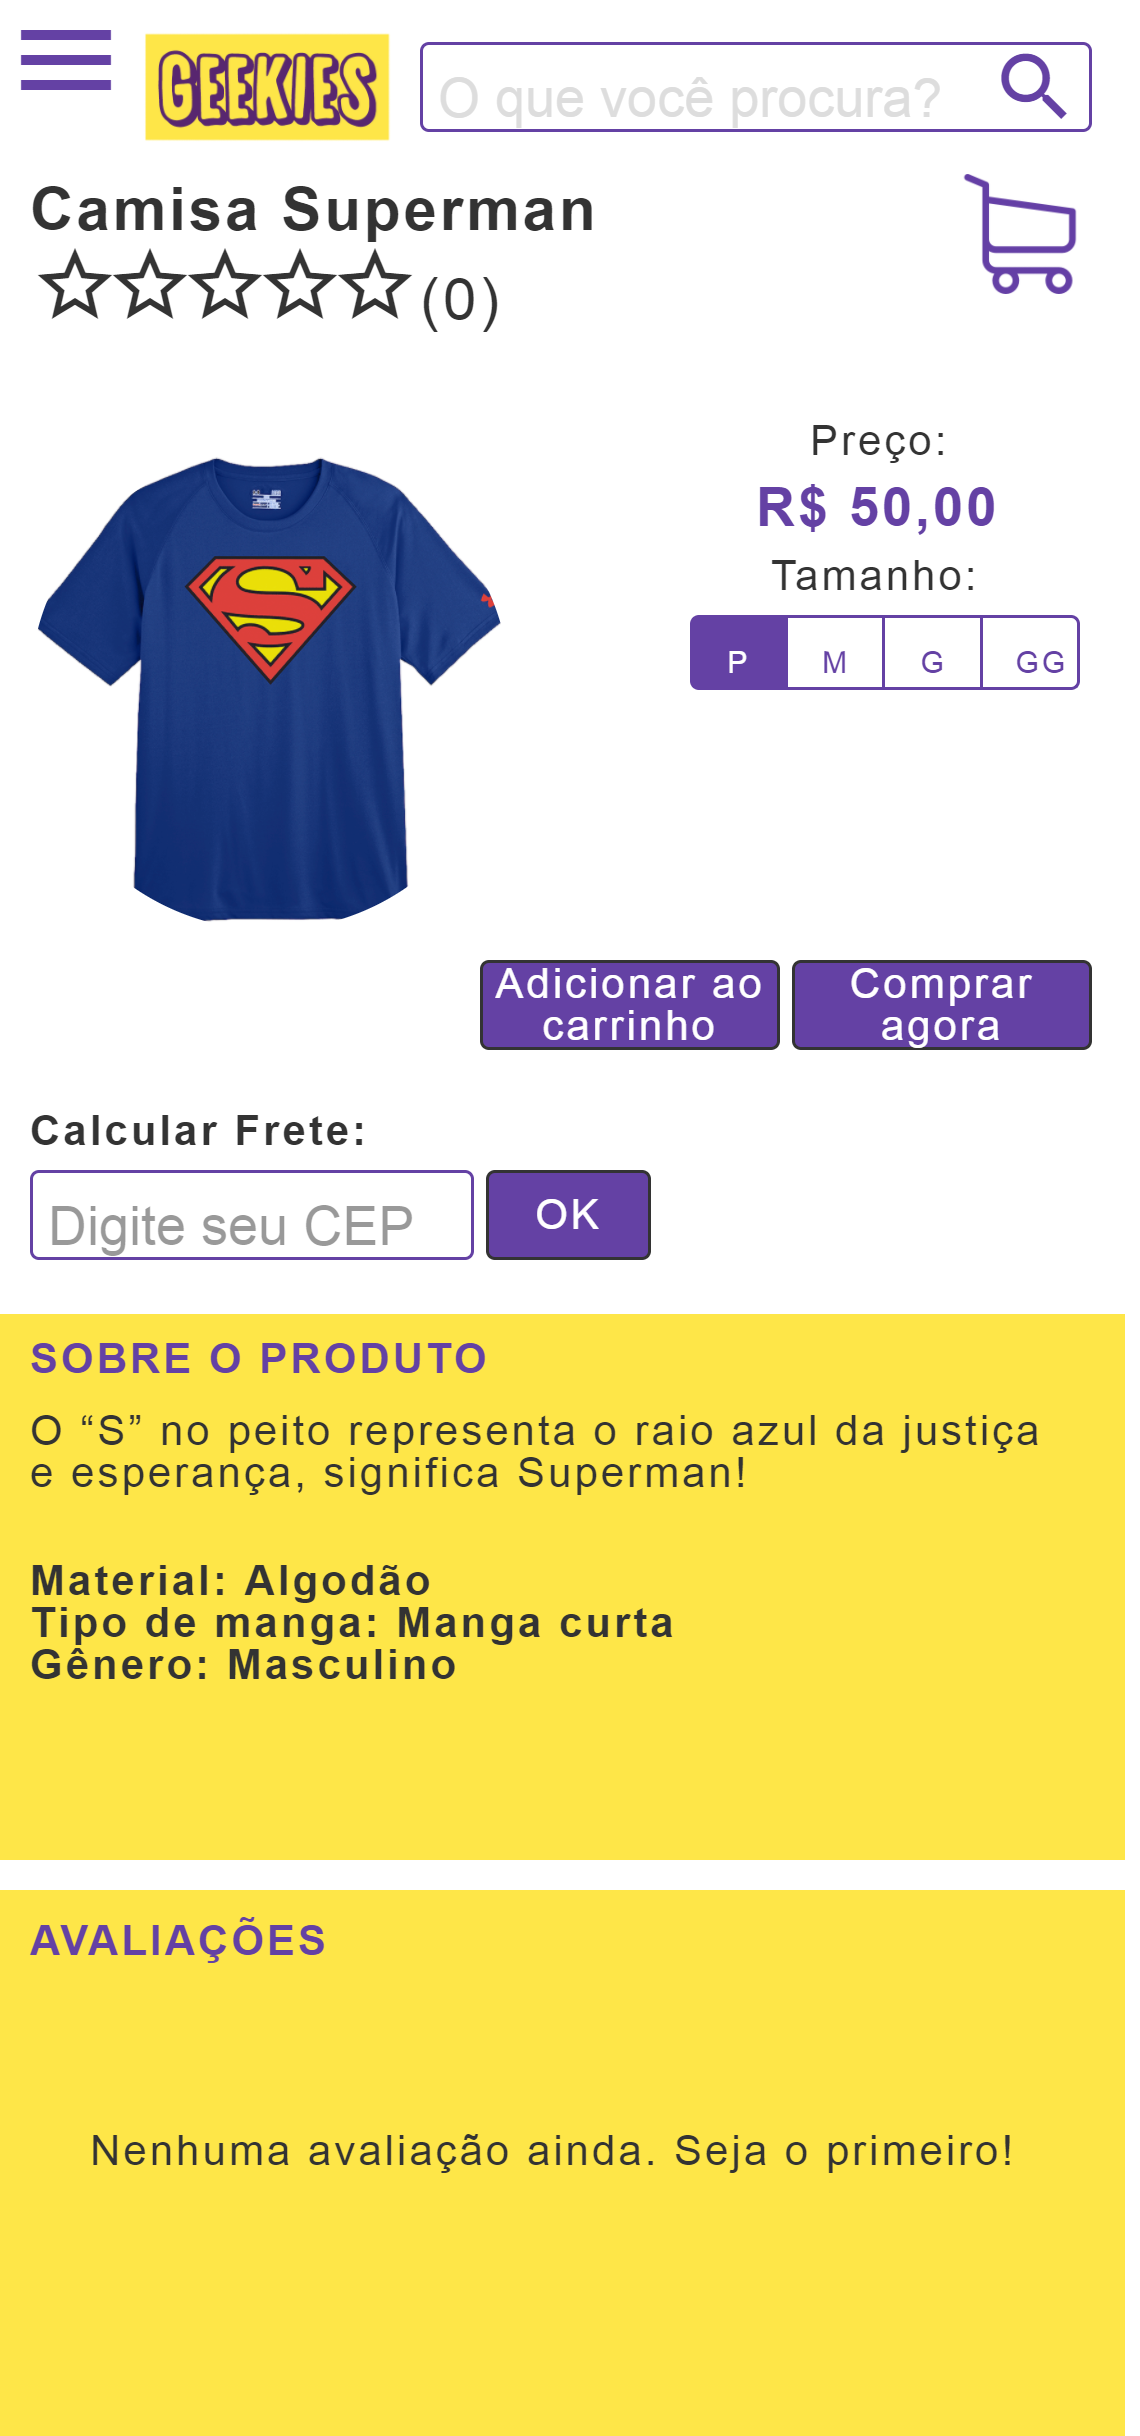 GEEKIES
O que você procura?
Camisa Superman
(0)
Preço:
R$ 50,00
Tamanho:
P M G GG
Adicionar ao
carrinho
Comprar
agora
Calcular Frete:
Digite seu CEP
OK
SOBRE O PRODUTO
O “S” no peito representa o raio azul da justiça
e esperança, significa Superman!
Material: Algodão
Tipo de manga: Manga curta
Gênero: Masculino
AVALIAÇÕES
Nenhuma avaliação ainda. Seja o primeiro!